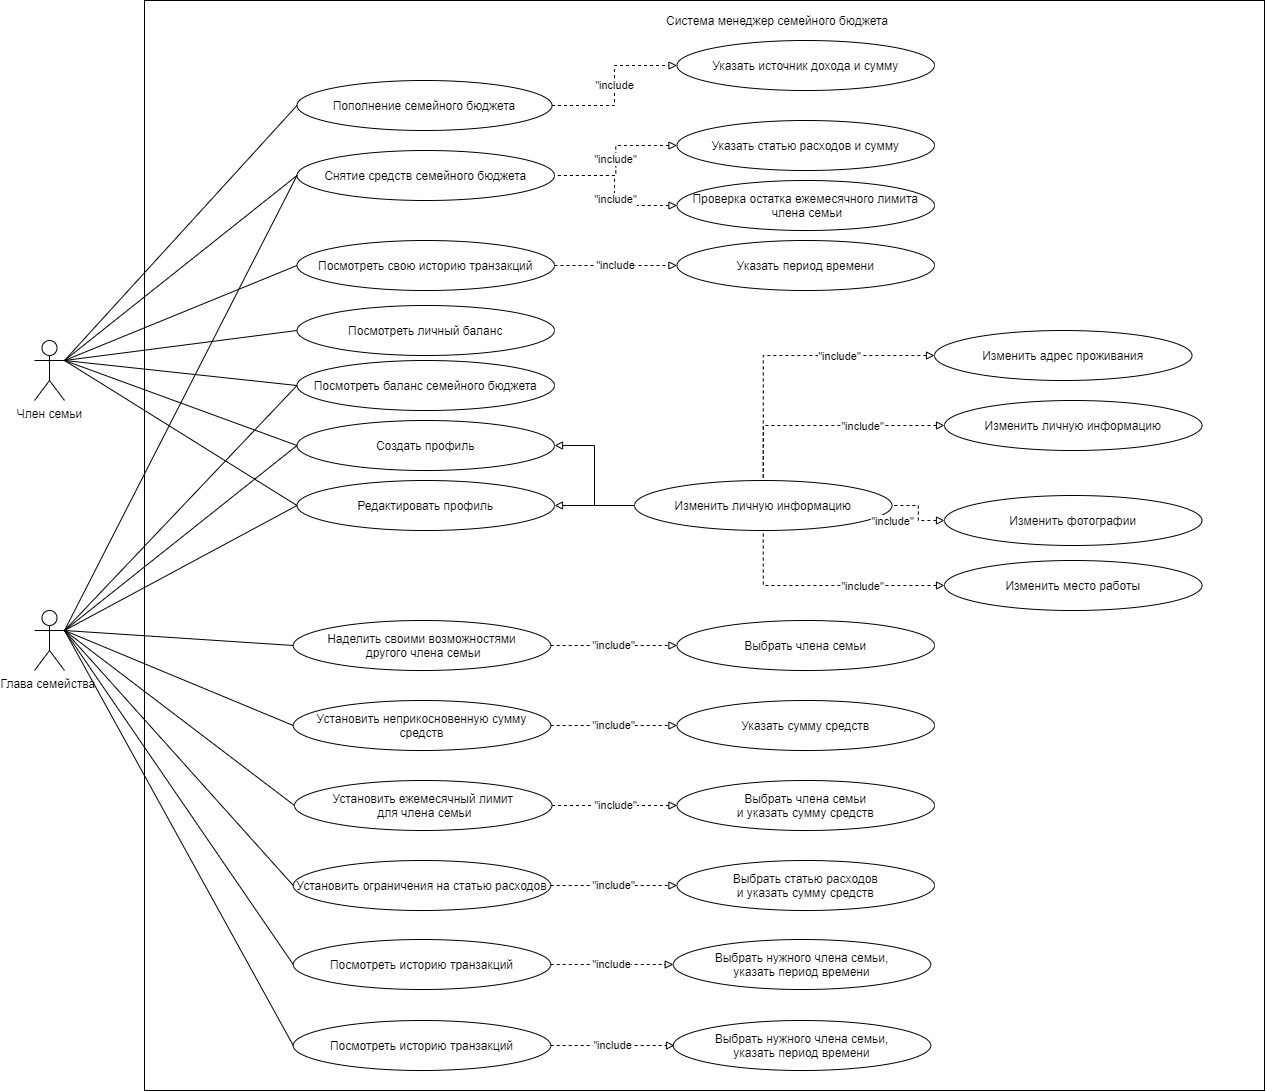 Система менеджер семейного бюджета
Указать источник дохода и сумму
"include
Пополнение семейного бюджета
Указать статью расходов и сумму
"include"
Снятие средств семейного бюджета
"include"
Проверка остатка ежемесячного лимита
члена семьи
Посмотреть свою историю транзакций
"include
Указать период времени
Посмотреть личный баланс
"include"
Изменить адрес проживания
Посмотреть баланс семейного бюджета
Член семьи
"include"
Изменить личную информацию
Создать профиль
Редактировать профиль
Изменить личную информацию
"include"
Изменить фотографии
"include"
Изменить место работы
Наделить своими возможностями
другого члена семьи
"include"
Выбрать члена семьи
Глава семейства
Установить неприкосновенную сумму
средств
"include"
Указать сумму средств
Установить ежемесячный лимит
для члена семьи
"include"
Выбрать члена семьи
и указать сумму средств
Установить ограничения на статью расходов
"include"
Выбрать статью расходов
и указать сумму средств
Посмотреть историю транзакций
"include
Выбрать нужного члена семьи,
указать период времени
Посмотреть историю транзакций
"include
Выбрать нужного члена семьи,
указать период времени